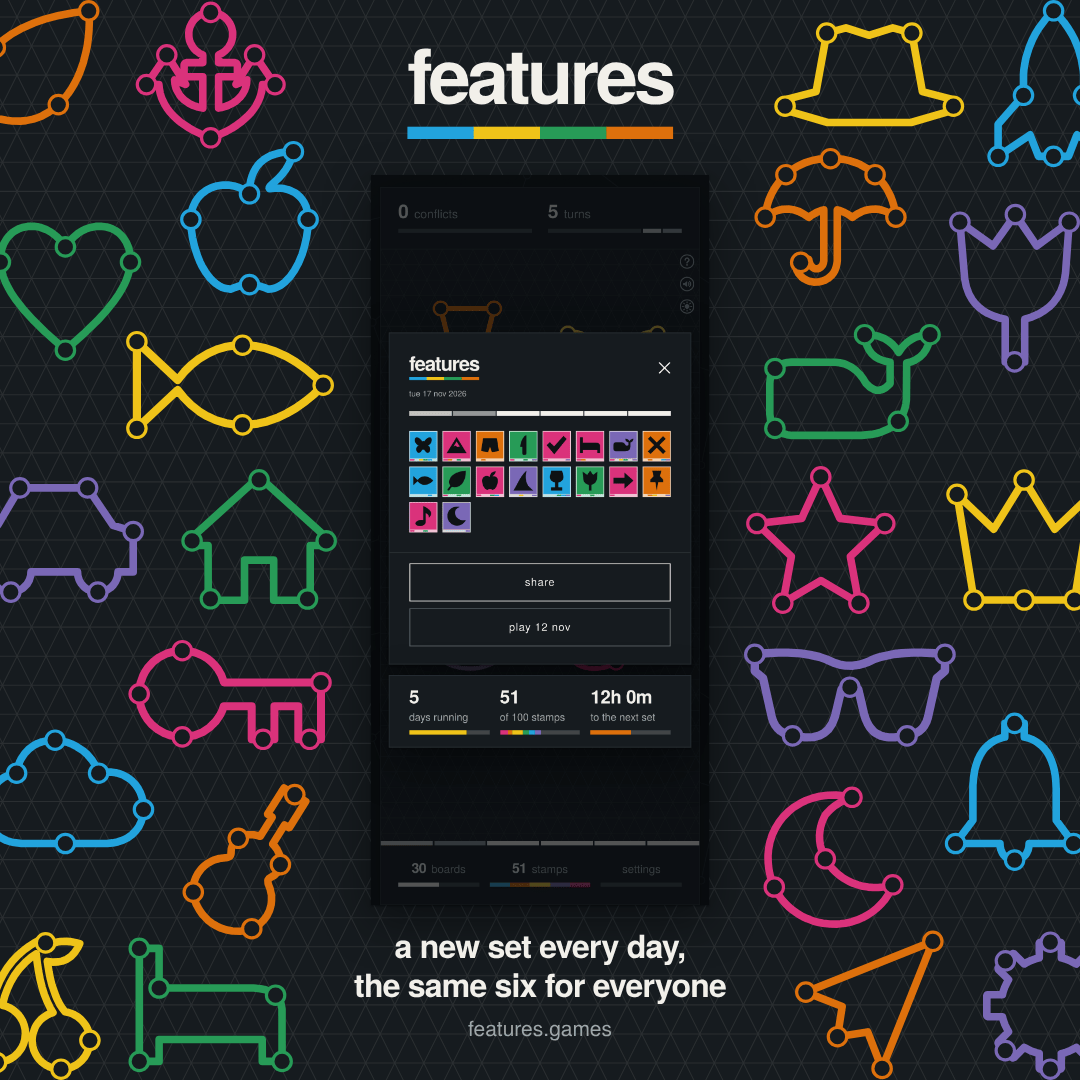 features
0 conflicts
5 turns
?
features
tue 17 nov 2026
share
play 12 nov
5
days running
51
of 100 stamps
12h 0m
to the next set
30 boards
51 stamps
settings
a new set every day,
the same six for everyone
features.games